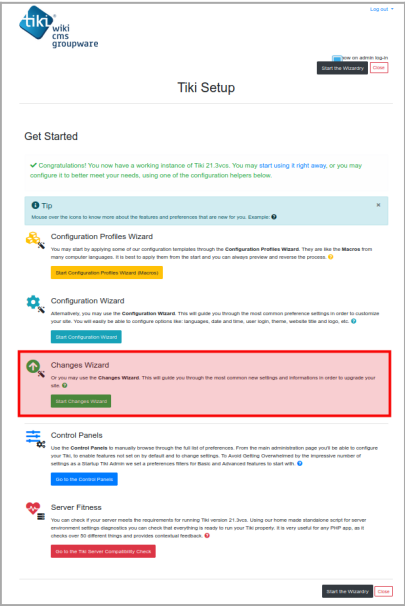 Log out
tiki
wiki
cms
groupware
on admin log-in
Start the Wizardry
Close
Tiki Setup
Get Started
Congratulations! You now have a working instance of Tiki 21.3vcs. You may start using it right away, or you may
configure it to better meet your needs, using one of the configuration helpers below.
Tip
×
Mouse over the icons to know more about the features and preferences that are new for you. Example:
Configuration Profiles Wizard
You may start by applying some of our configuration templates through the Configuration Profiles Wizard. They are like the Macros from
many computer languages. It is best to apply them from the start and you can always preview and reverse the process.
Start Configuration Profiles Wizard (Macros)
Configuration Wizard
Alternatively, you may use the Configuration Wizard. This will guide you through the most common preference settings in order to customize
your site. You will easily be able to configure options like: languages, date and time, user login, theme, website title and logo, etc.
Start Configuration Wizard
Changes Wizard
Or you may use the Changes Wizard. This will guide you through the most common new settings and informations in order to upgrade your
site.
Start Changes Wizard
Control Panels
Use the Control Panels to manually browse through the full list of preferences. From the main administration page you'll be able to configure
your Tiki, to enable features not set on by default and to change settings. To Avoid Getting Overwhelmed by the impressive number of
settings as a Startup Tiki Admin we set a preferences filters for Basic and Advanced features to start with.
Go to the Control Panels
Server Fitness
You can check if your server meets the requirements for running Tiki version 21.3vcs. Using our home made standalone script for server
environment settings diagnostics you can check that everything is ready to run your Tiki properly. It is very useful for any PHP app, as it
checks over 50 different things and provides contextual feedback.
Go to the Tiki Server Compatibility Check
Start the Wizardry
Close